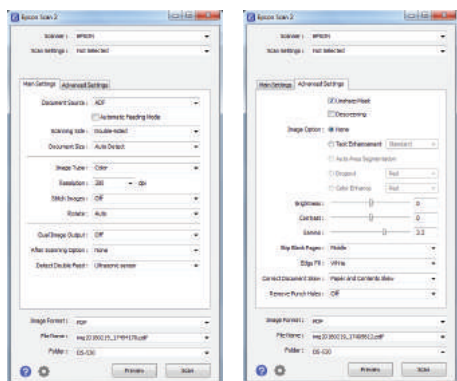 Epson Scan 2
Scanner : EPSON
Scan Settings : Not Selected
Main Settings Advanced Settings
Document Source : ADF
Automatic Feeding Mode
Scanning Side : Double-Sided
Document Size : Auto Detect
Image Type : Color
Resolution : 200 dpi
Stitch Images : Off
Rotate : Auto
Dual Image Output : Off
After Scanning Option : None
Detect Double Feed : Ultrasonic sensor
Image Format : PDF
File Name :
Folder : DS-530
Preview Scan
Epson Scan 2
Scanner : EPSON
Scan Settings : Not Selected
Main Settings Advanced Settings
Unsharp Mask
Descreening
Image Option : None
Text Enhancement Standard
Auto Area Segmentation
Dropout Red
Color Enhance Red
Brightness : 0
Contrast : 0
Gamma : 2.2
Skip Blank Pages : Middle
Edge Fill : White
Correct Document Skew : Paper and Contents Skew
Remove Punch Holes : Off
Image Format : PDF
File Name :
Folder : DS-530
Preview Scan